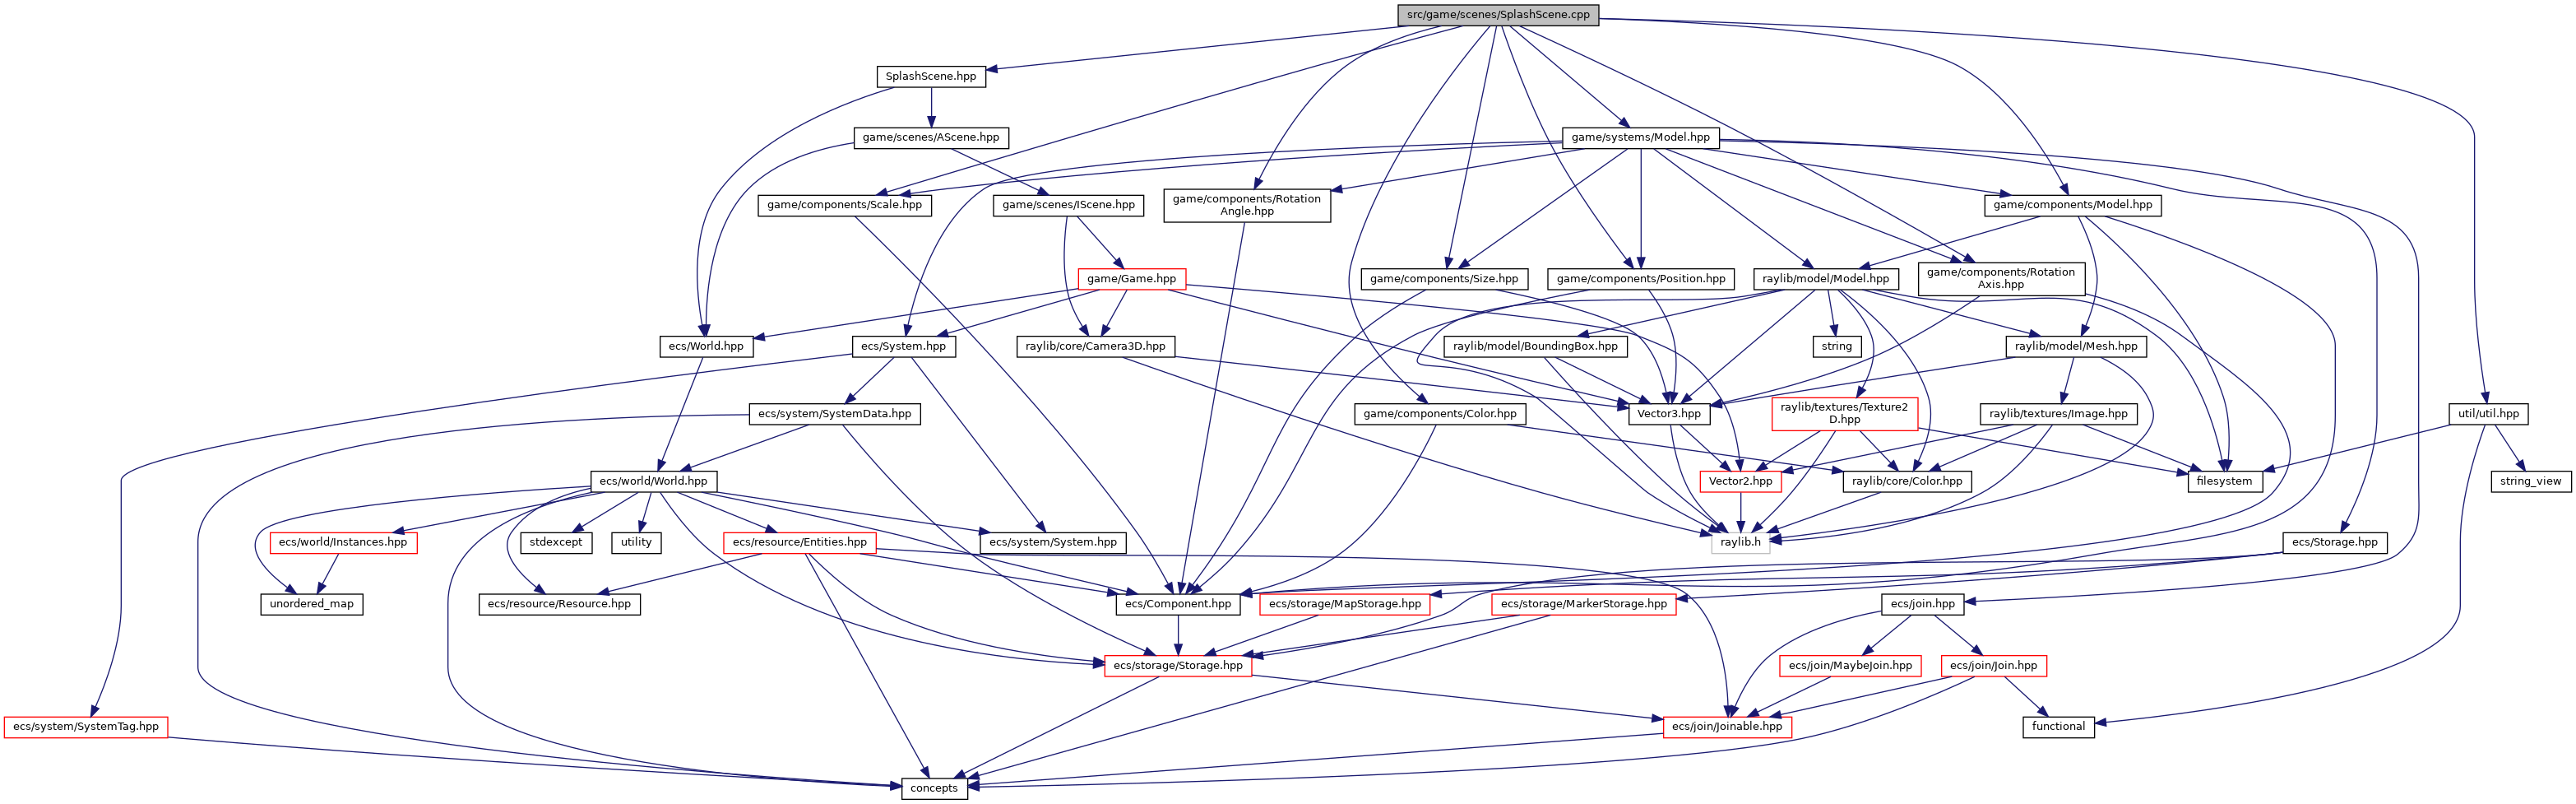 src/game/scenes/SplashScene.cpp
SplashScene.hpp
game/scenes/AScene.hpp
game/systems/Model.hpp
game/components/Scale.hpp
game/scenes/IScene.hpp
game/components/Rotation
Angle.hpp
game/components/Model.hpp
game/Game.hpp
game/components/Size.hpp
game/components/Position.hpp
raylib/model/Model.hpp
game/components/Rotation
Axis.hpp
ecs/World.hpp
ecs/System.hpp
raylib/core/Camera3D.hpp
raylib/model/BoundingBox.hpp
string
raylib/model/Mesh.hpp
ecs/system/SystemData.hpp
game/components/Color.hpp
Vector3.hpp
raylib/textures/Texture2
D.hpp
raylib/textures/Image.hpp
util/util.hpp
ecs/world/World.hpp
Vector2.hpp
raylib/core/Color.hpp
filesystem
string_view
ecs/world/Instances.hpp
stdexcept
utility
ecs/resource/Entities.hpp
ecs/system/System.hpp
raylib.h
ecs/Storage.hpp
unordered_map
ecs/resource/Resource.hpp
ecs/Component.hpp
ecs/storage/MapStorage.hpp
ecs/storage/MarkerStorage.hpp
ecs/join.hpp
ecs/storage/Storage.hpp
ecs/join/MaybeJoin.hpp
ecs/join/Join.hpp
ecs/system/SystemTag.hpp
ecs/join/Joinable.hpp
functional
concepts